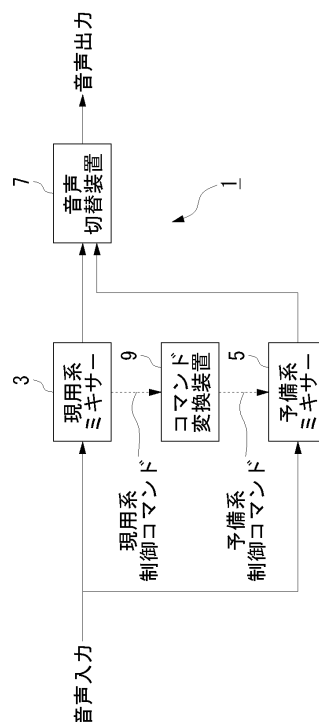 音声入力
3
現用系
ミキサー
現用系
制御コマンド
9
コマンド
変換装置
予備系
制御コマンド
5
予備系
ミキサー
7
音声
切替装置
音声出力
1